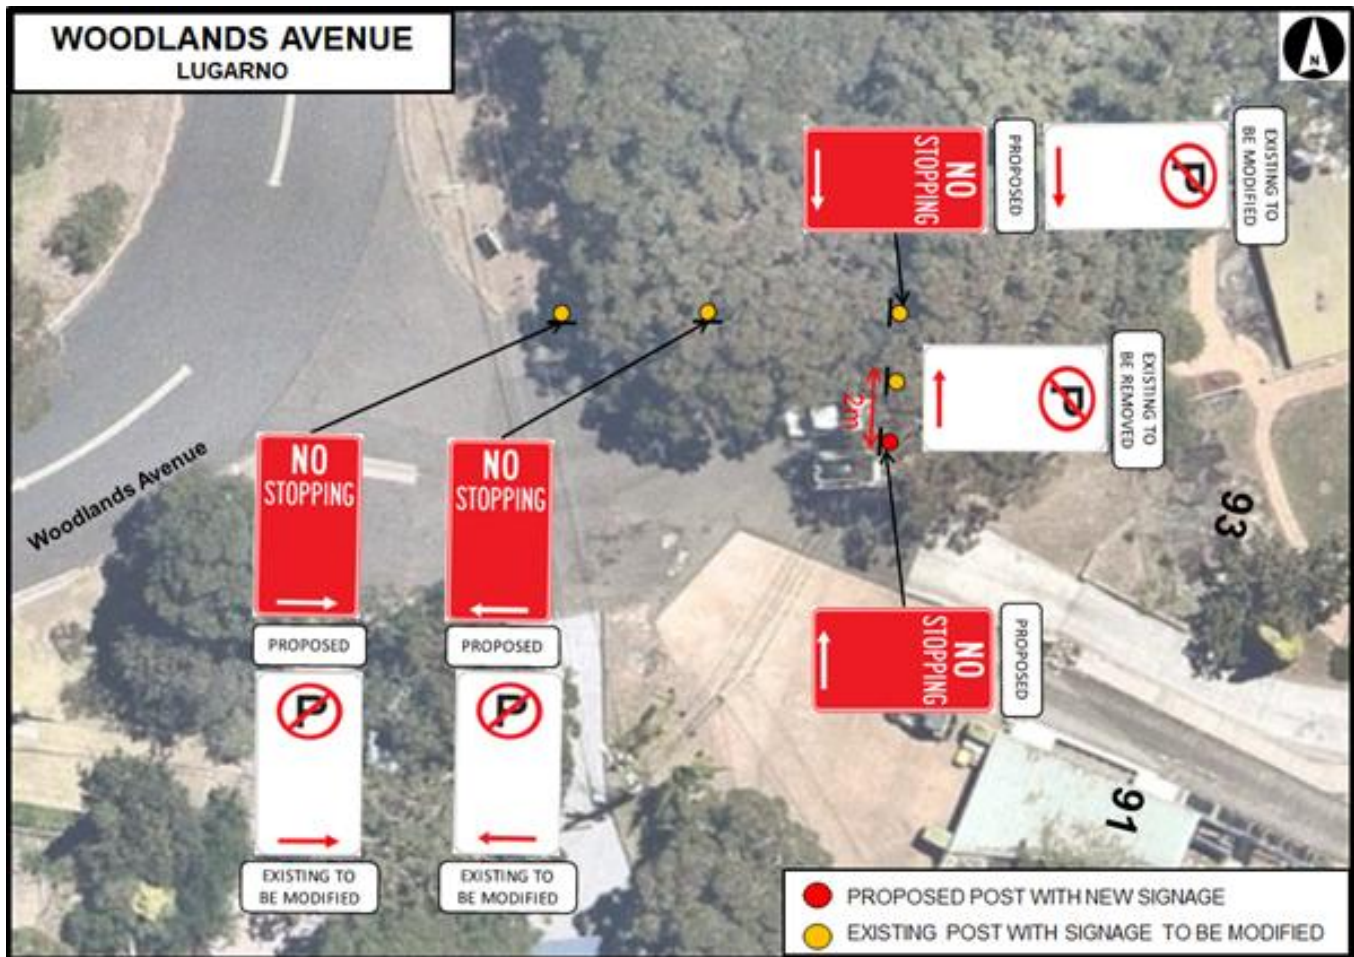 WOODLANDS AVENUE
LUGARNO
N
NO
STOPPING
PROPOSED
P
EXISTING TO
BE MODIFIED
P
EXISTING TO
BE REMOVED
2m
Woodlands Avenue
93
NO
STOPPING
PROPOSED
P
EXISTING TO
BE MODIFIED
NO
STOPPING
PROPOSED
P
EXISTING TO
BE MODIFIED
NO
STOPPING
PROPOSED
91
PROPOSED POST WITH NEW SIGNAGE
EXISTING POST WITH SIGNAGE TO BE MODIFIED